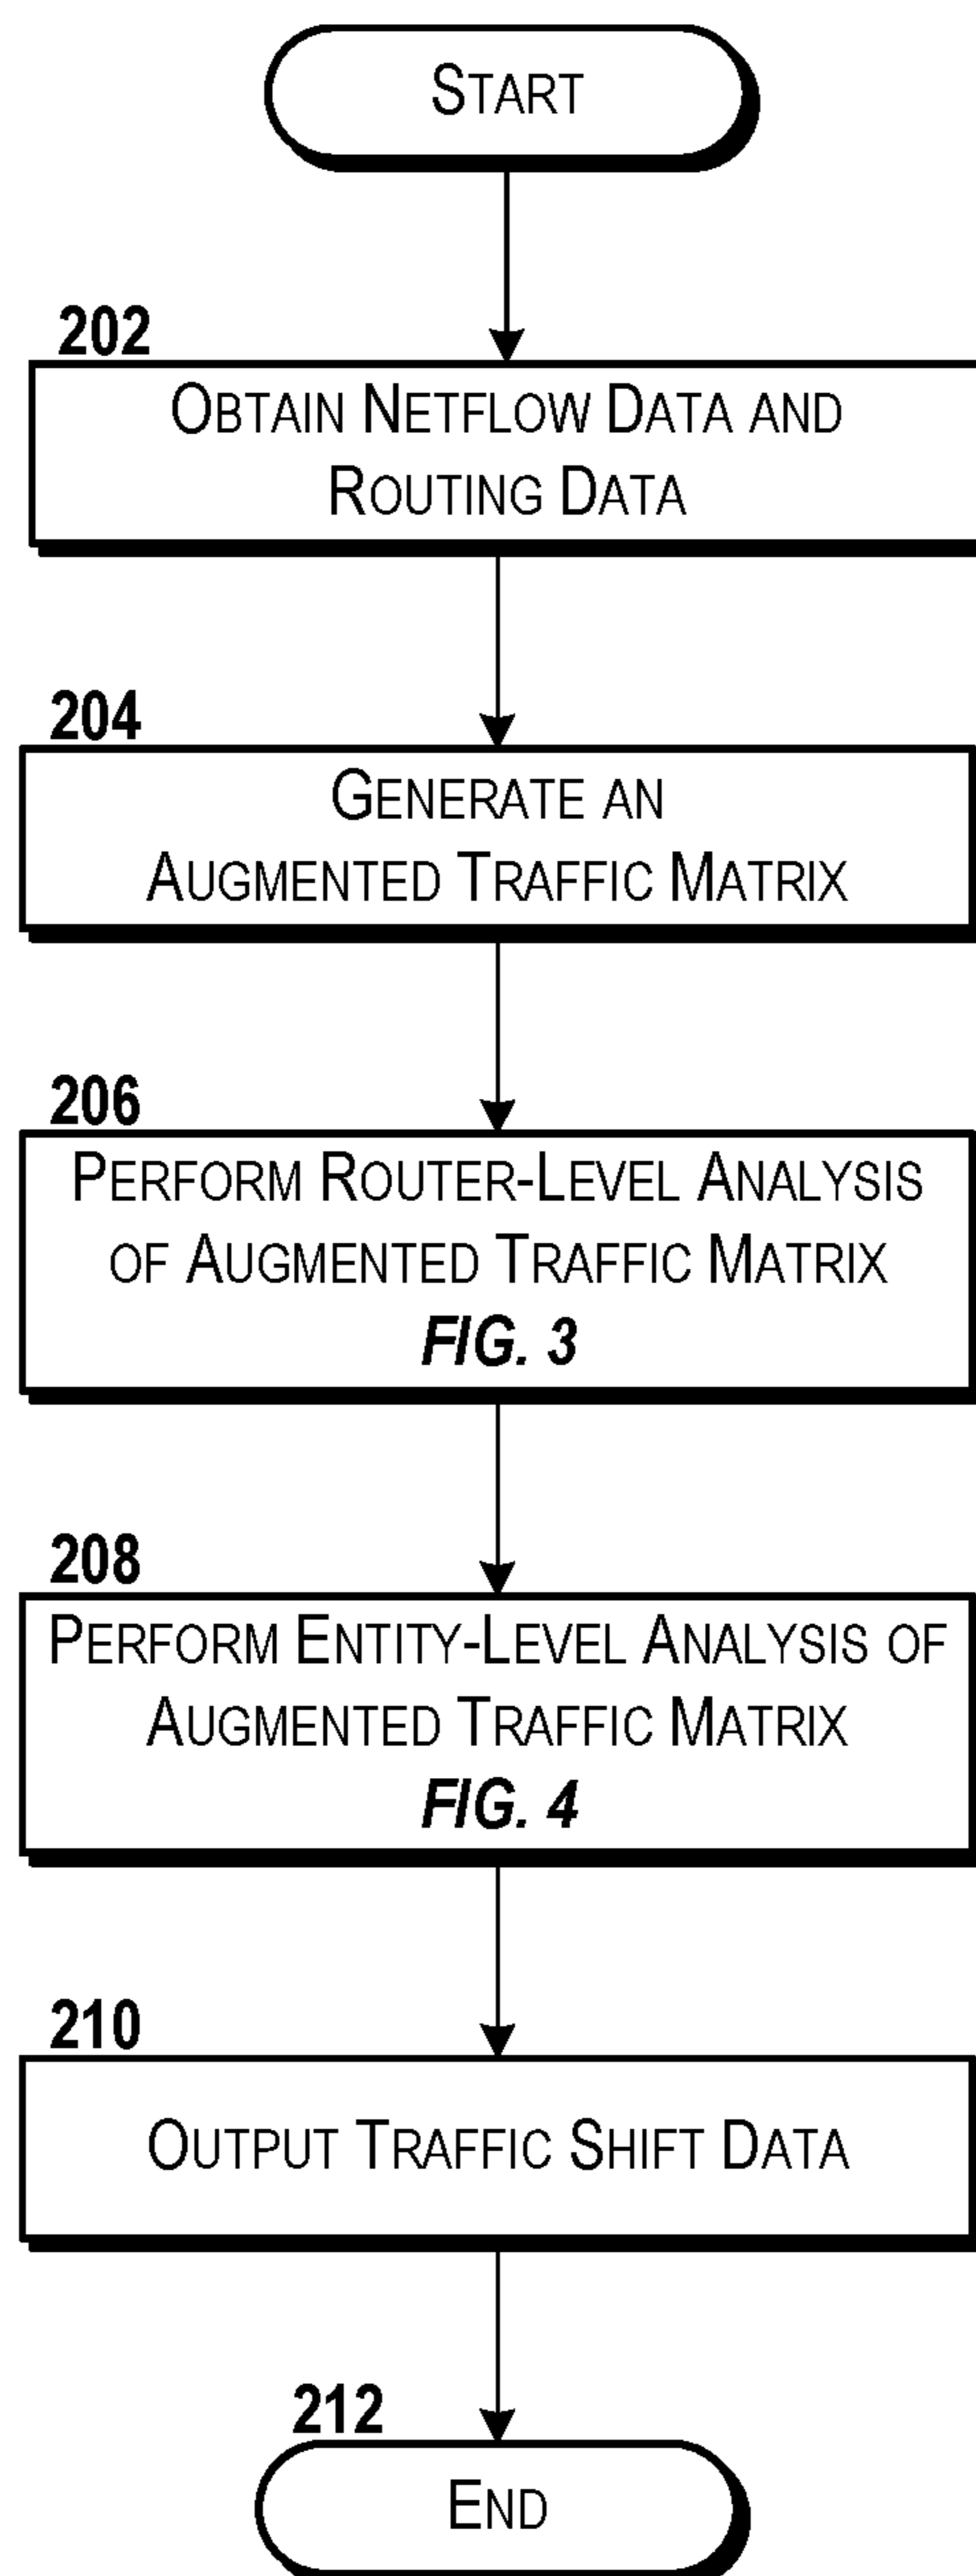 START
202
OBTAIN NETFLOW DATA AND
ROUTING DATA
204
GENERATE AN
AUGMENTED TRAFFIC MATRIX
206
PERFORM ROUTER-LEVEL ANALYSIS
OF AUGMENTED TRAFFIC MATRIX
FIG. 3
208
PERFORM ENTITY-LEVEL ANALYSIS OF
AUGMENTED TRAFFIC MATRIX
FIG. 4
210
OUTPUT TRAFFIC SHIFT DATA
212
END